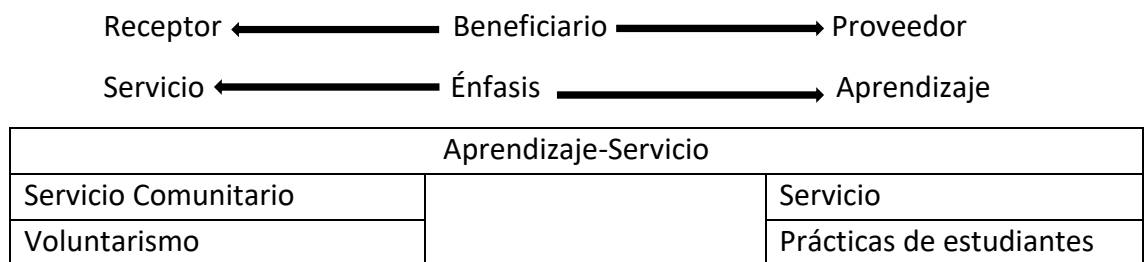 Receptor Beneficiario Proveedor
Servicio Énfasis Aprendizaje
Aprendizaje-Servicio
Servicio Comunitario Servicio
Voluntarismo Prácticas de estudiantes